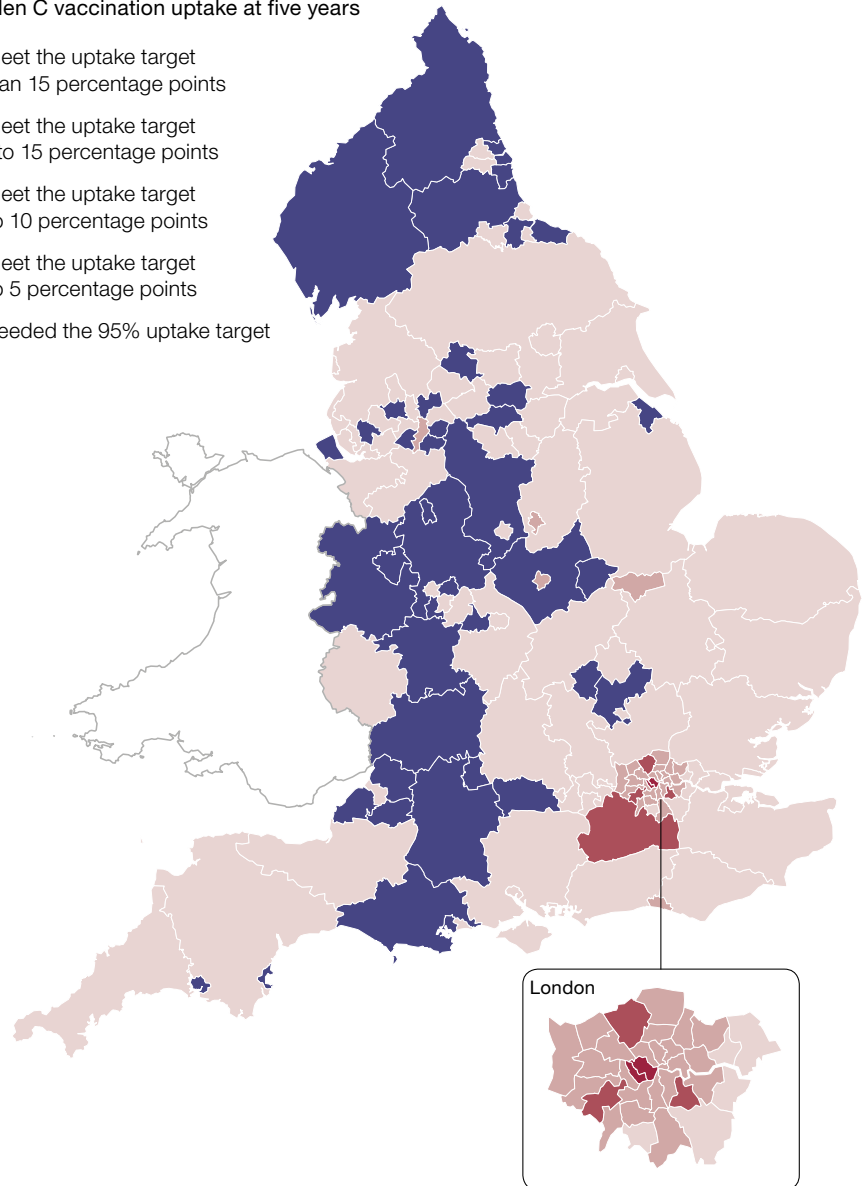 en C vaccination uptake at five years
eet the uptake target
an 15 percentage points
eet the uptake target
to 15 percentage points
eet the uptake target
10 percentage points
eet the uptake target
5 percentage points
eeded the 95% uptake target
London